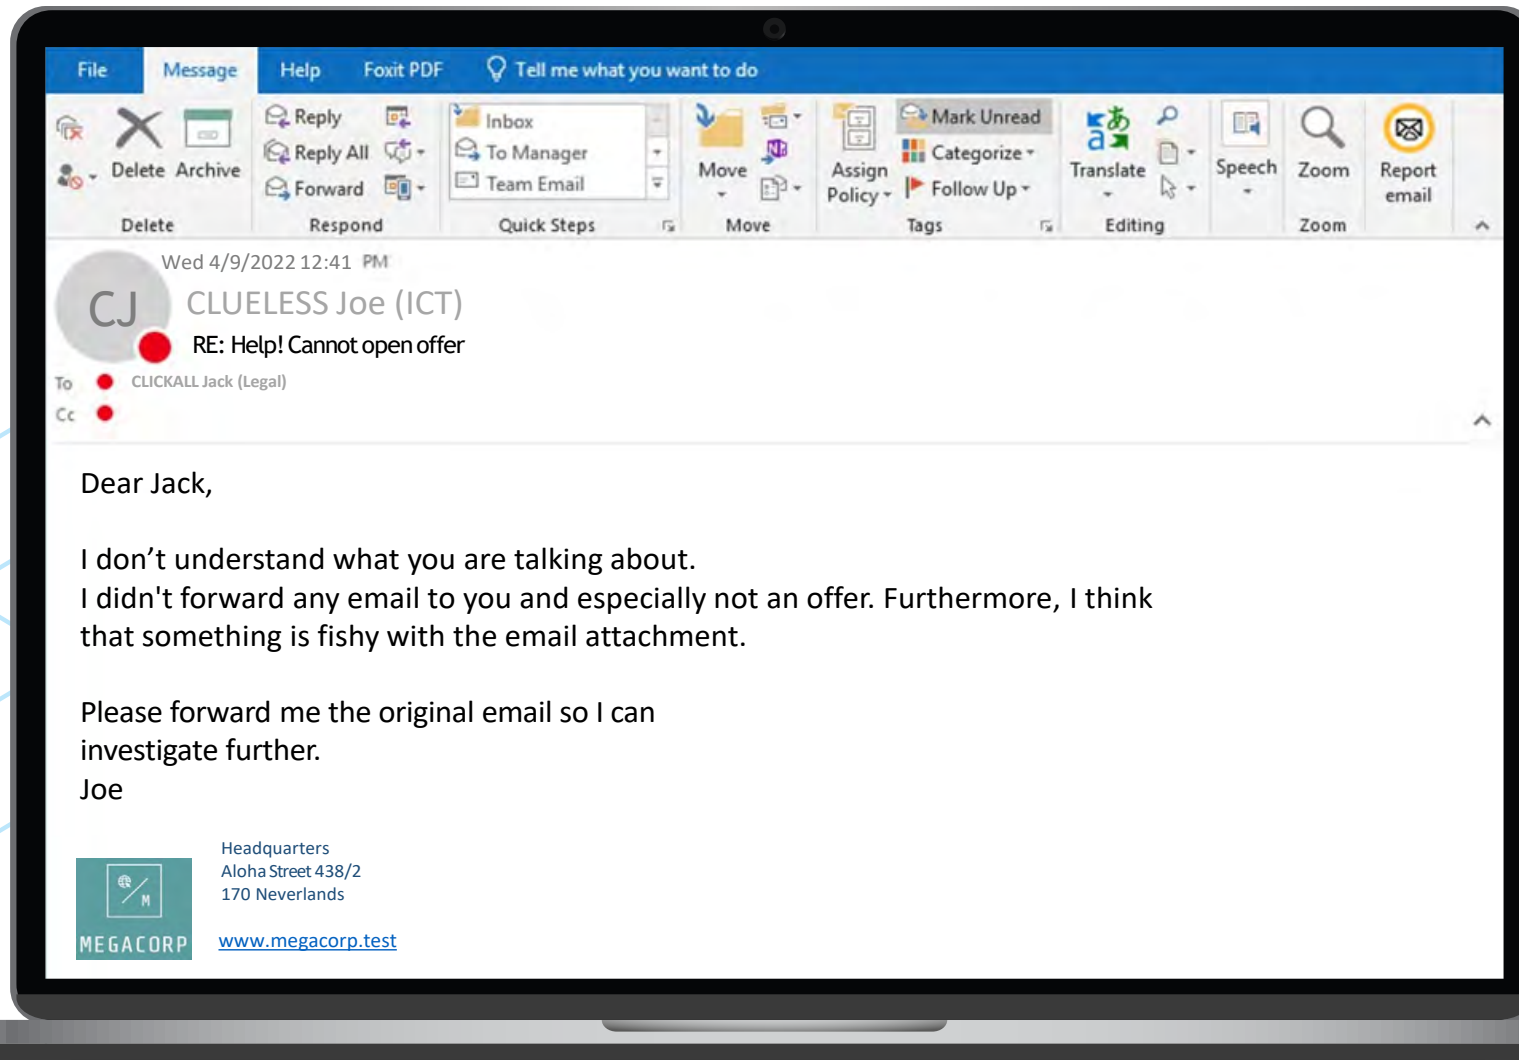 File Message Help Foxit PDF Tell me what you want to do
Delete Archive
Delete
Reply
Reply All
Forward
Respond
Inbox
To Manager
Team Email
Quick Steps
Move
Move
Assign
Policy
Mark Unread
Categorize
Follow Up
Tags
Translate
Editing
Speech
Zoom
Zoom
Report
email
Wed 4/9/2022 12:41 PM
CJ
CLUELESS Joe (ICT)
RE: Help! Cannot open offer
To CLICKALL Jack (Legal)
Cc
Dear Jack,
I don’t understand what you are talking about.
I didn't forward any email to you and especially not an offer. Furthermore, I think
that something is fishy with the email attachment.
Please forward me the original email so I can
investigate further.
Joe
M
MEGACORP
Headquarters
Aloha Street 438/2
170 Neverlands
www.megacorp.test